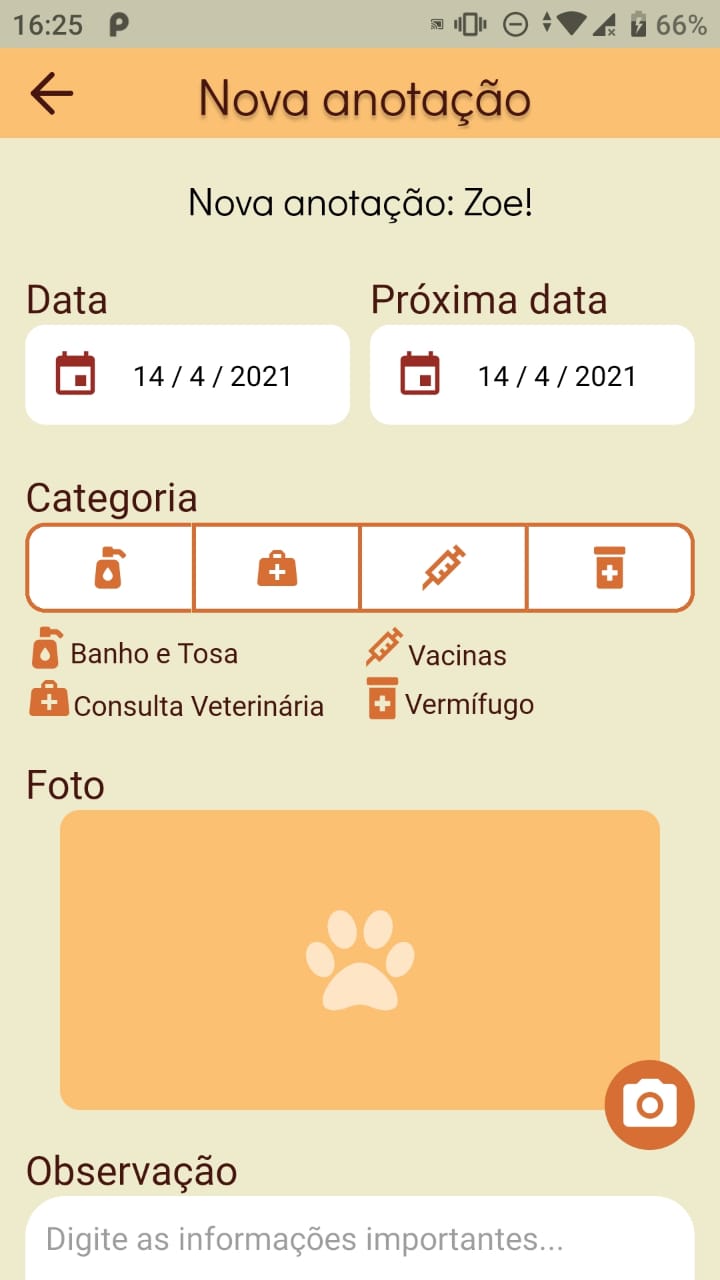 16:25 66%
Nova anotação
Nova anotação: Zoe!
Data Próxima data
14 / 4 / 2021 14 / 4 / 2021
Categoria
Banho e Tosa Vacinas
Consulta Veterinária Vermífugo
Foto
Observação
Digite as informações importantes...